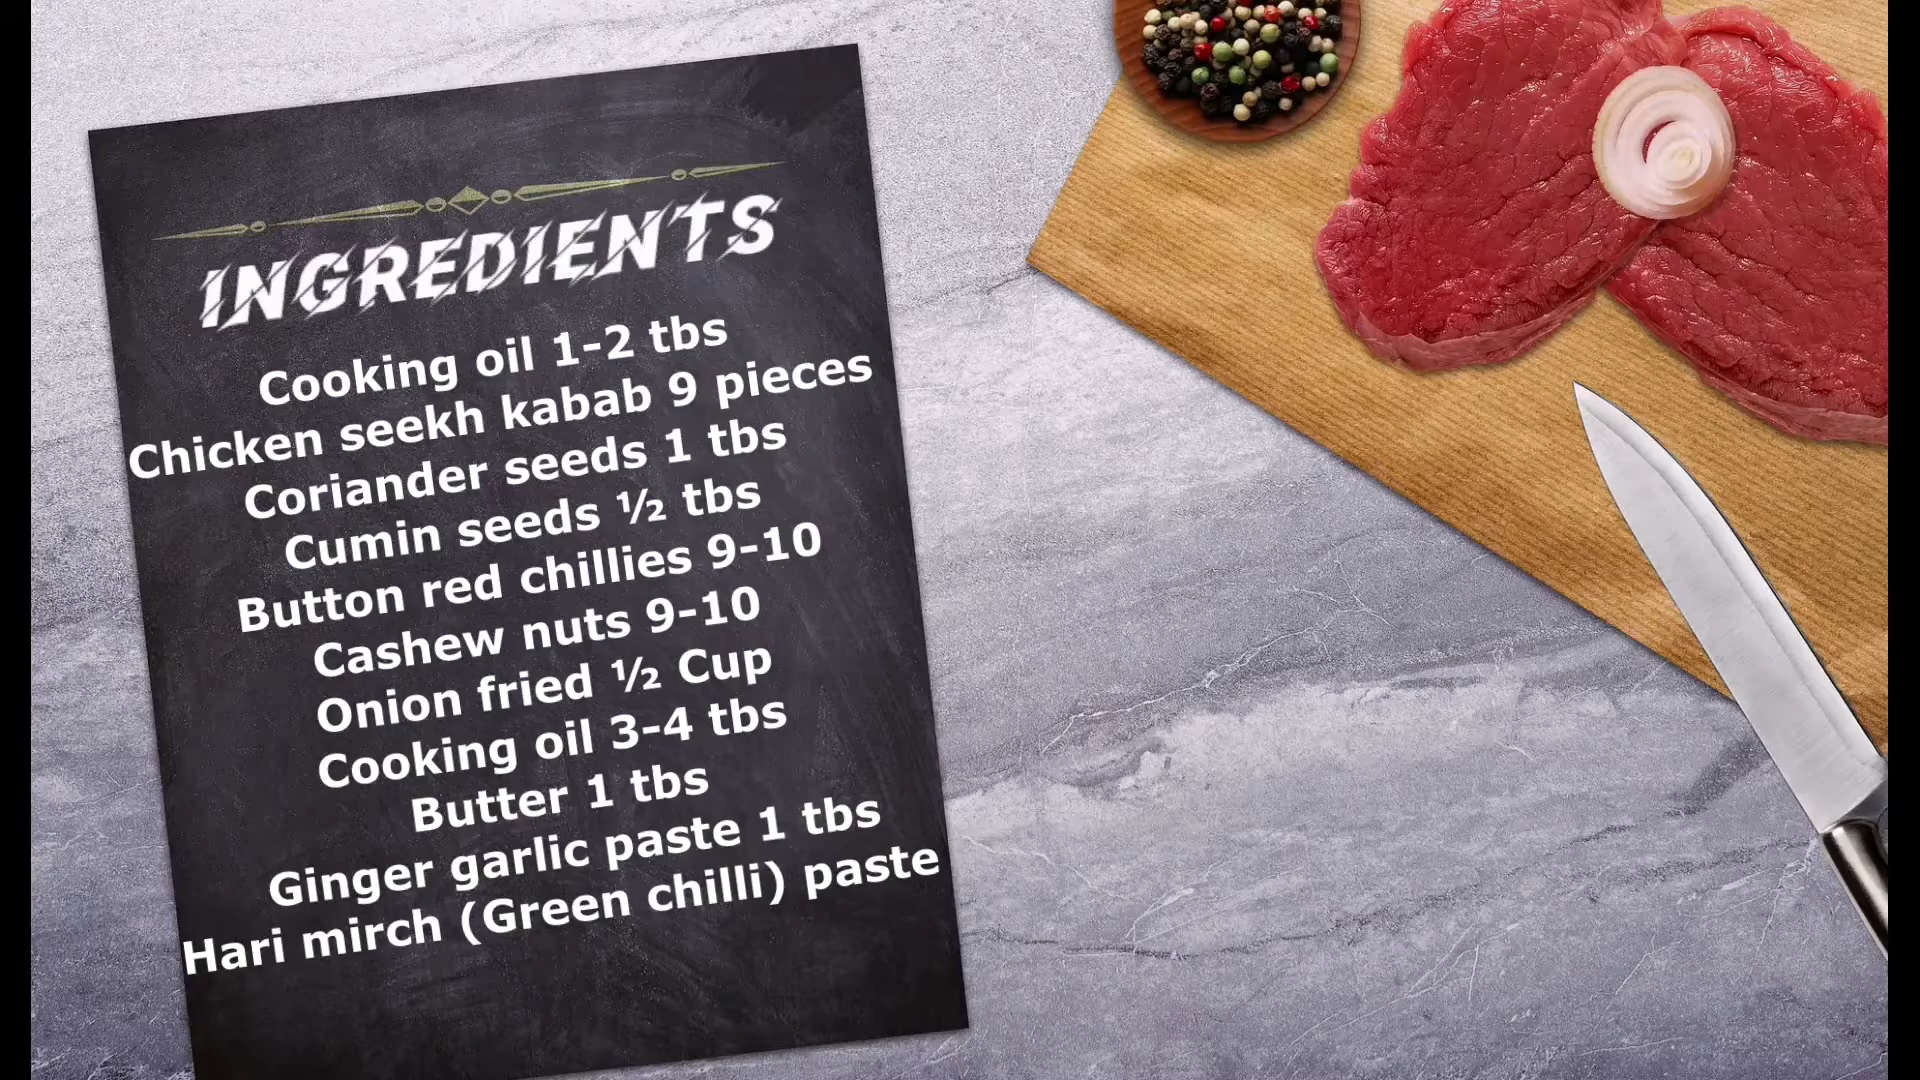 INGREDIENTS
Cooking oil 1-2 tbs
Chicken seekh kabab 9 pieces
Coriander seeds 1 tbs
Cumin seeds ½ tbs
Button red chillies 9-10
Cashew nuts 9-10
Onion fried ½ Cup
Cooking oil 3-4 tbs
Butter 1 tbs
Ginger garlic paste 1 tbs
Hari mirch (Green chilli) paste